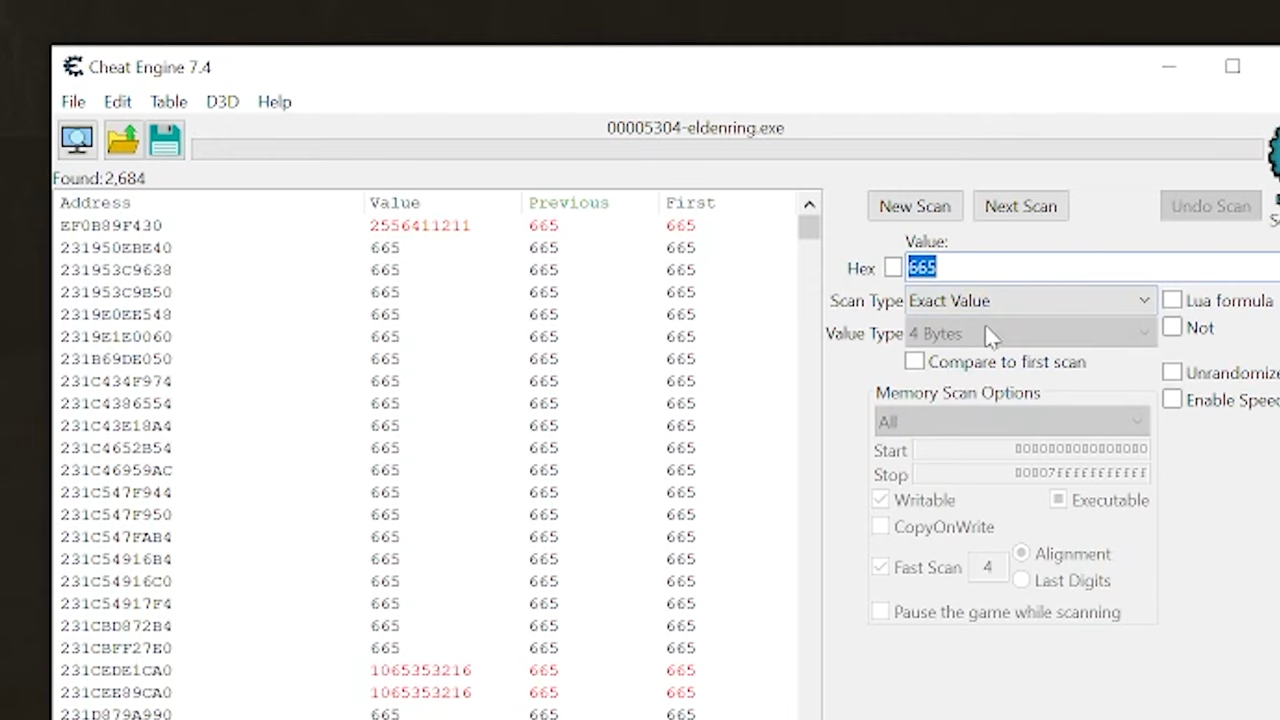 Cheat Engine 7.4
File Edit Table D3D Help
00005304-eldenring.exe
Found:2,684
Address Value Previous First
EF0B89F430 2556411211 665 665
231950EBE40 665 665 665
231953C9638 665 665 665
231953C9B50 665 665 665
2319E0EE548 665 665 665
2319E1E0060 665 665 665
231B69DE050 665 665 665
231C434F974 665 665 665
231C4386554 665 665 665
231C43E18A4 665 665 665
231C4652B54 665 665 665
231C46959AC 665 665 665
231C547F944 665 665 665
231C547F950 665 665 665
231C547FAB4 665 665 665
231C54916B4 665 665 665
231C54916C0 665 665 665
231C54917F4 665 665 665
231CBD872B4 665 665 665
231CBFF27E0 665 665 665
231CEDE1CA0 1065353216 665 665
231CEE89CA0 1065353216 665 665
231D879A990 665 665 665
New Scan Next Scan Undo Scan
Value:
Hex 665
Scan Type Exact Value
Lua formula
Value Type 4 Bytes
Not
Compare to first scan
Unrandomize
Enable Speed
Memory Scan Options
All
Start 0000000000000000
Stop 00007fffffffffff
Writable Executable
CopyOnWrite
Fast Scan 4 Alignment
Last Digits
Pause the game while scanning